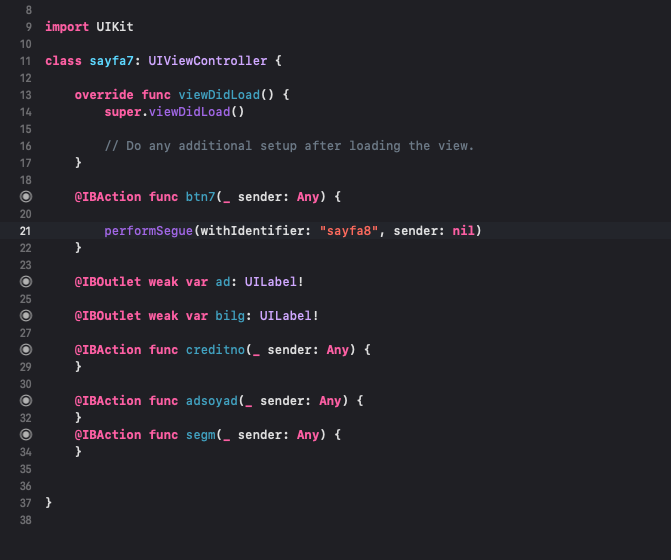 8
9 import UIKit
10
11 class sayfa7: UIViewController {
12
13 override func viewDidLoad() {
14 super.viewDidLoad()
15
16 // Do any additional setup after loading the view.
17 }
18
@IBAction func btn7(_ sender: Any) {
20
21 performSegue(withIdentifier: "sayfa8", sender: nil)
22 }
23
@IBOutlet weak var ad: UILabel!
25
@IBOutlet weak var bilg: UILabel!
27
@IBAction func creditno(_ sender: Any) {
29 }
30
@IBAction func adsoyad(_ sender: Any) {
32 }
@IBAction func segm(_ sender: Any) {
34 }
35
36
37 }
38